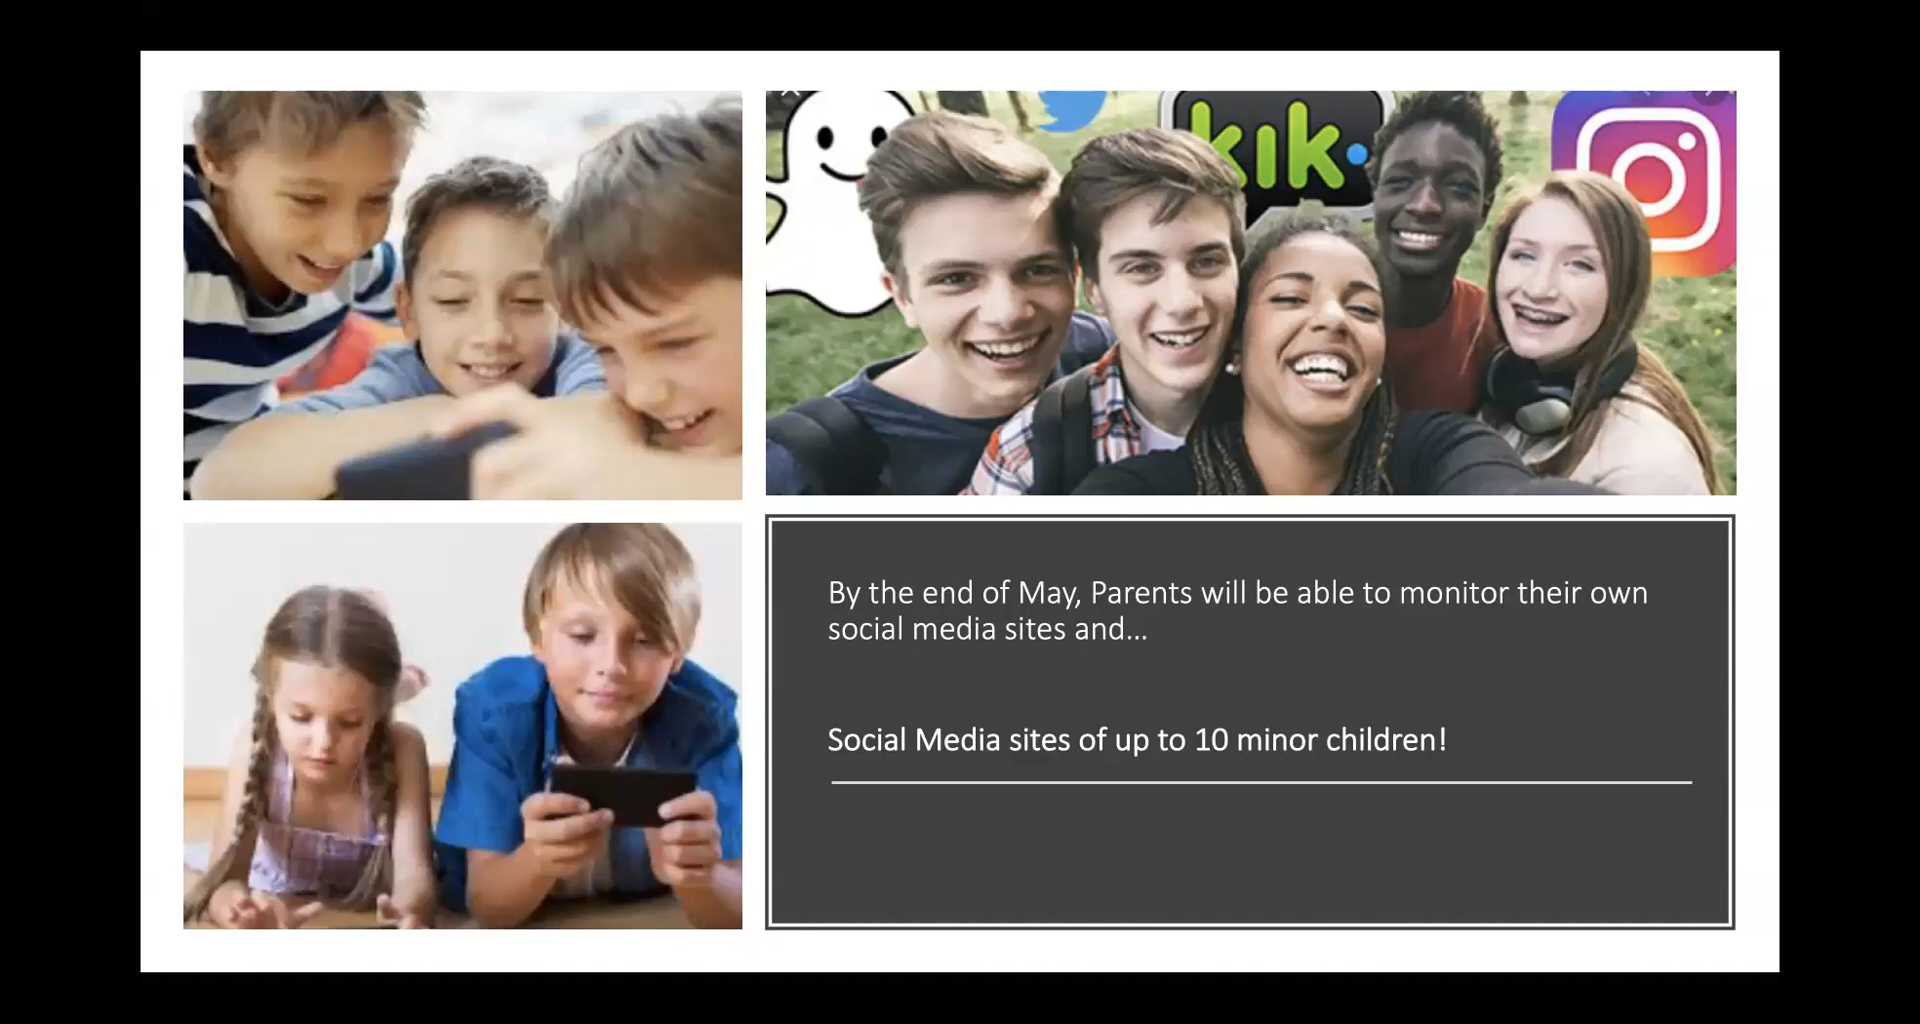 kik
By the end of May, Parents will be able to monitor their own
social media sites and...
Social Media sites of up to 10 minor children!